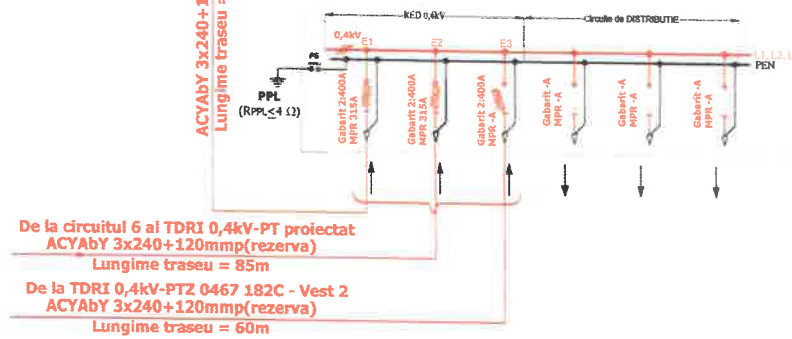 RED 0,4kV
Circuite de DISTRIBUTIE
0,4kV
E1
E2
E3
L1,L2,L
PEN
PE
PPL
(RPPL≤4 Ω)
ACYAbY 3x240+1
Lungime traseu =
Gabarit 2:400A
MPR 315A
Gabarit 2:400A
MPR 315A
Gabarit 2:400A
MPR -A
Gabarit -A
MPR -A
Gabarit -A
MPR -A
Gabarit -A
MPR -A
De la circuitul 6 al TDRI 0,4kV-PT proiectat
ACYAbY 3x240+120mmp(rezerva)
Lungime traseu = 85m
De la TDRI 0,4kV-PTZ 0467 182C - Vest 2
ACYAbY 3x240+120mmp(rezerva)
Lungime traseu = 60m